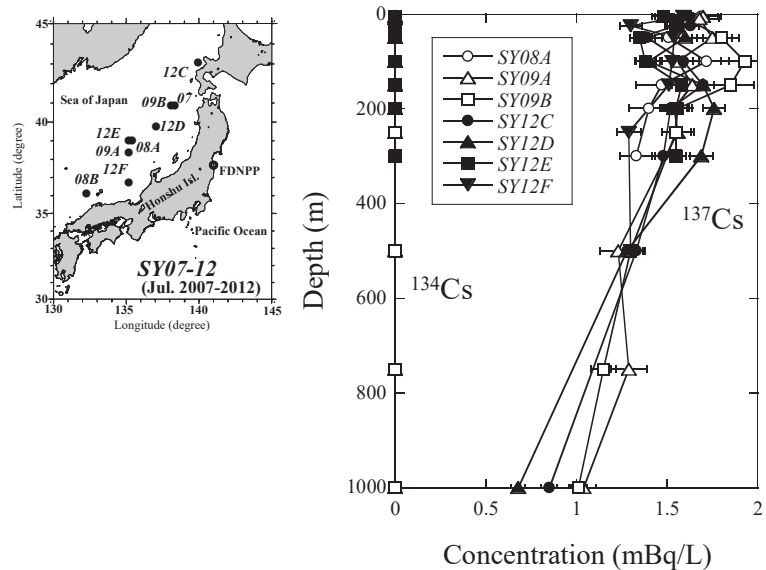 45
12C
Sea of Japan
09B 07
40
12E
12D
09A 08A
12F
FDNPP
08B
Honshu Isl.
35
Pacific Ocean
SY07-12
(Jul. 2007-2012)
30
130 135 140 145
Longitude (degree)
Latitude (degree)
0
200
400
600
800
1000
Depth (m)
SY08A
SY09A
SY09B
SY12C
SY12D
SY12E
SY12F
137Cs
134Cs
0 0.5 1 1.5 2
Concentration (mBq/L)